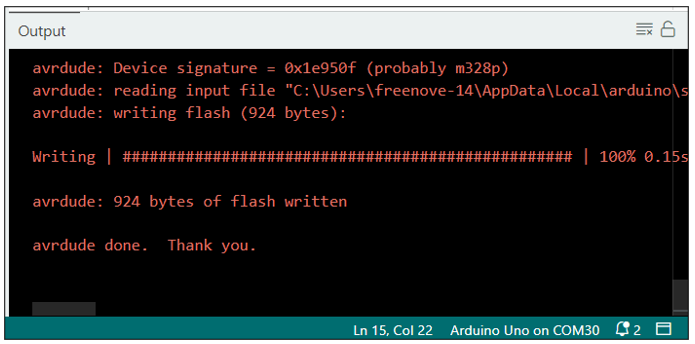 Output
avrdude: Device signature = 0x1e950f (probably m328p)
avrdude: reading input file "C:\Users\freenove-14\AppData\Local\arduino\s
avrdude: writing flash (924 bytes):
Writing | ################################################## | 100% 0.15s
avrdude: 924 bytes of flash written
avrdude done.  Thank you.
Ln 15, Col 22 Arduino Uno on COM30 2